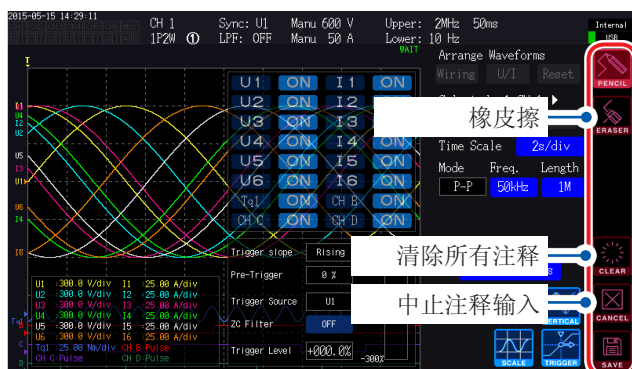 2015-05-15 14:29:11
CH 1 Sync: U1 Manu 600 V Upper: 2MHz 50ms Internal
1P2W ① LPF: OFF Manu 50 A Lower: 10 Hz USB
WAIT
Arrange Waveforms
Wiring U/I Reset
PENCIL
U1 ON I1 ON
U2 ON I2 ON
U3 ON I3 ON
U4 ON I4 ON
U5 ON I5 ON
U6 ON I6 ON
Tq1 ON CH B ON
CH C ON CH D ON
橡皮擦
ERASER
Time Scale 2s/div
Mode Freq. Length
P-P 50kHz 1M
Trigger slope Rising
Pre-Trigger 0 %
Trigger Source U1
ZC Filter OFF
Trigger Level +000.0% -300%
清除所有注释
CLEAR
中止注释输入
CANCEL
VERTICAL
SCALE TRIGGER SAVE
U1 :300.0 V/div I1 :25.00 A/div
U2 :300.0 V/div I2 :25.00 A/div
U3 :300.0 V/div I3 :25.00 A/div
U4 :300.0 V/div I4 :25.00 A/div
U5 :300.0 V/div I5 :25.00 A/div
U6 :300.0 V/div I6 :25.00 A/div
Tq1 :25.00 Nm/div CH B:Pulse
CH C:Pulse CH D:Pulse